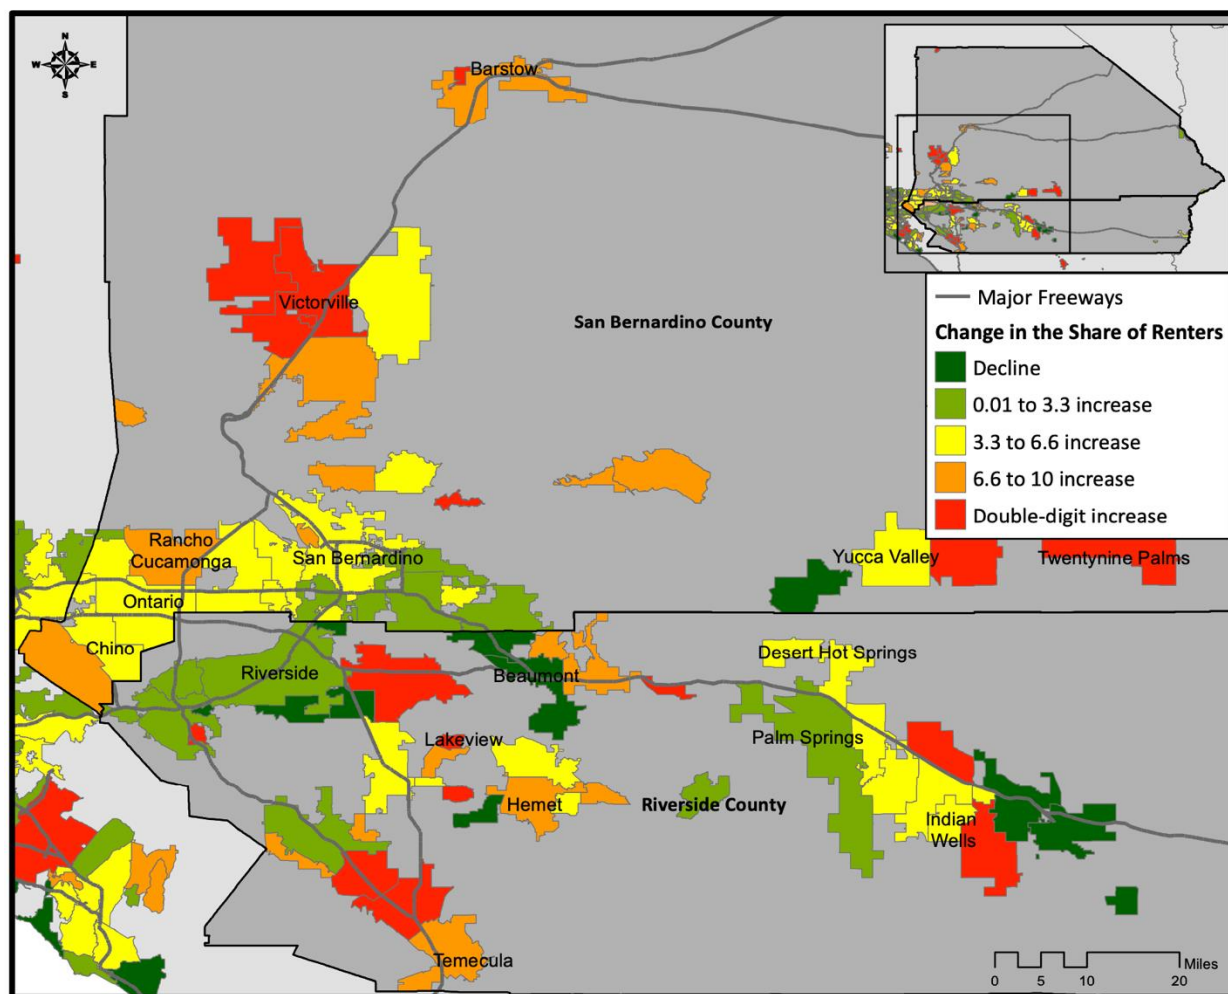 N
W E
S
Barstow
Victorville
San Bernardino County
Major Freeways
Change in the Share of Renters
Decline
0.01 to 3.3 increase
3.3 to 6.6 increase
6.6 to 10 increase
Double-digit increase
Rancho
Cucamonga
San Bernardino
Yucca Valley
Twentynine Palms
Ontario
Chino
Desert Hot Springs
Riverside
Beaumont
Palm Springs
Lakeview
Hemet
Riverside County
Indian
Wells
Temecula
Miles
0 5 10 20